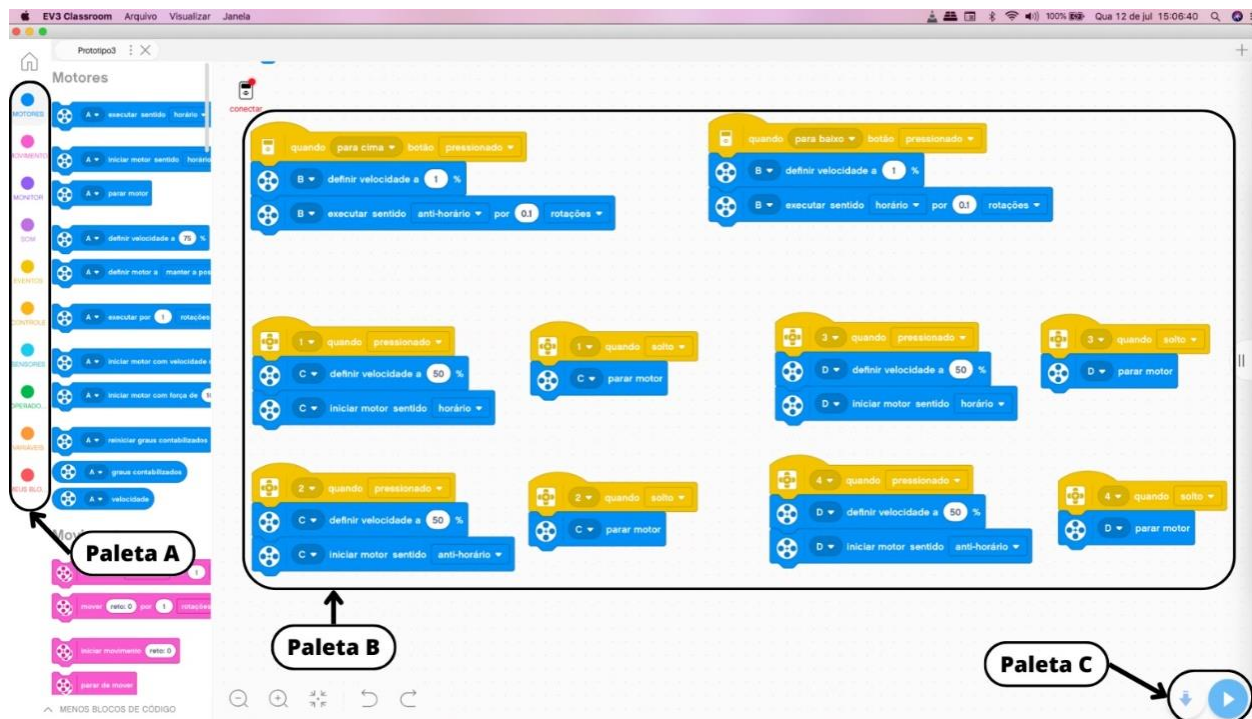 EV3 Classroom Arquivo Visualizar Janela
100% Qua 12 de jul 15:06:40
Prototipo3
Motores
conectar
MOTORES
MOVIMENTO
MONITOR
SOM
EVENTOS
CONTROLE
SENSORES
OPERADO...
VARIÁVEIS
A executar sentido horário
A iniciar motor sentido horário
A parar motor
A definir velocidade a 75 %
A definir motor a manter a pos
A executar por 1 rotações
A iniciar motor com velocidade
A iniciar motor com força de
A reiniciar graus contabilizados
A graus contabilizados
A velocidade
1
mover reto: 0 por 1 rotações
iniciar movimento reto: 0
parar de mover
MENOS BLOCOS DE CÓDIGO
quando para cima botão pressionado
B definir velocidade a 1 %
B executar sentido anti-horário por 0.1 rotações
quando para baixo botão pressionado
B definir velocidade a 1 %
B executar sentido horário por 0.1 rotações
1 quando pressionado
C definir velocidade a 50 %
C iniciar motor sentido horário
1 quando solto
C parar motor
3 quando pressionado
D definir velocidade a 50 %
D iniciar motor sentido horário
3 quando solto
D parar motor
2 quando pressionado
C definir velocidade a 50 %
C iniciar motor sentido anti-horário
2 quando solto
C parar motor
4 quando pressionado
D definir velocidade a 50 %
D iniciar motor sentido anti-horário
4 quando solto
D parar motor
Paleta A
Paleta B
Paleta C